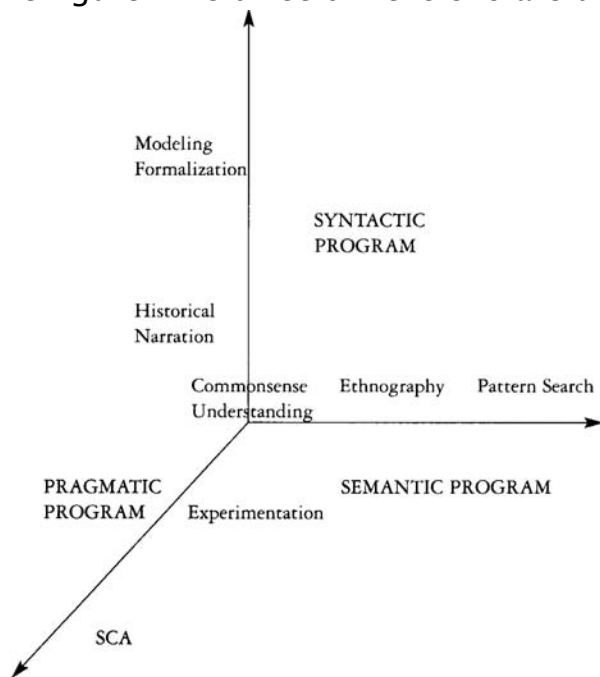 Modeling
Formalization
SYNTACTIC
PROGRAM
Historical
Narration
Commonsense Ethnography Pattern Search
Understanding
PRAGMATIC SEMANTIC PROGRAM
PROGRAM Experimentation
SCA